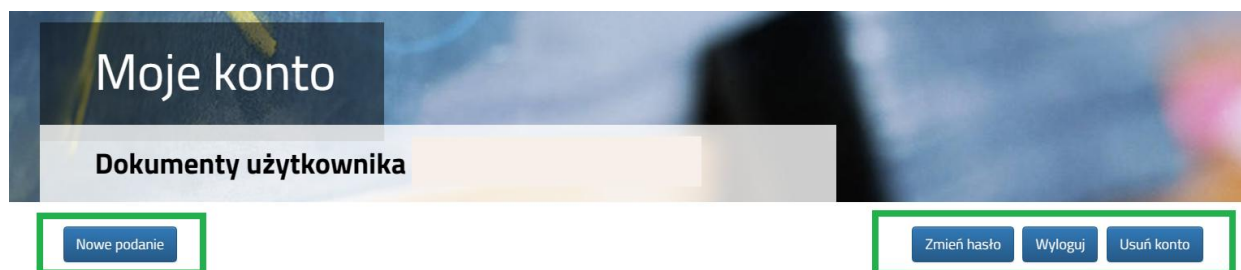 Moje konto
Dokumenty użytkownika
Nowe podanie Zmień hasło Wyloguj Usuń konto